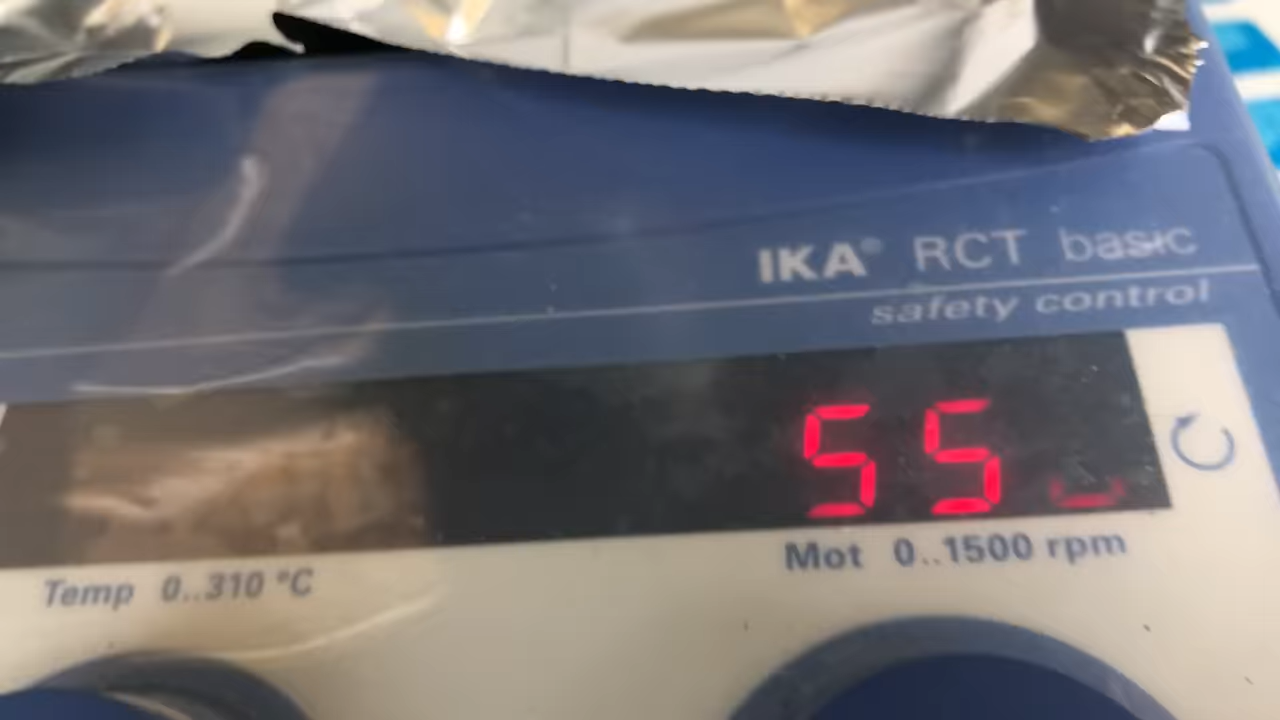 IKA® RCT basic
safety control
55
Temp 0..310 °C
Mot 0..1500 rpm